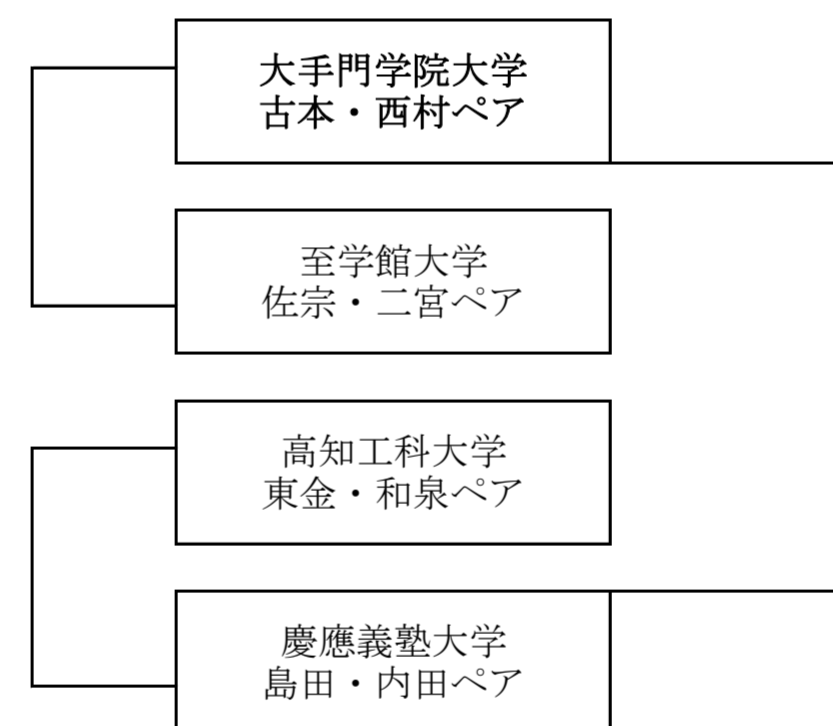 大手門学院大学
古本・西村ペア
至学館大学
佐宗・二宮ペア
高知工科大学
東金・和泉ペア
慶應義塾大学
島田・内田ペア